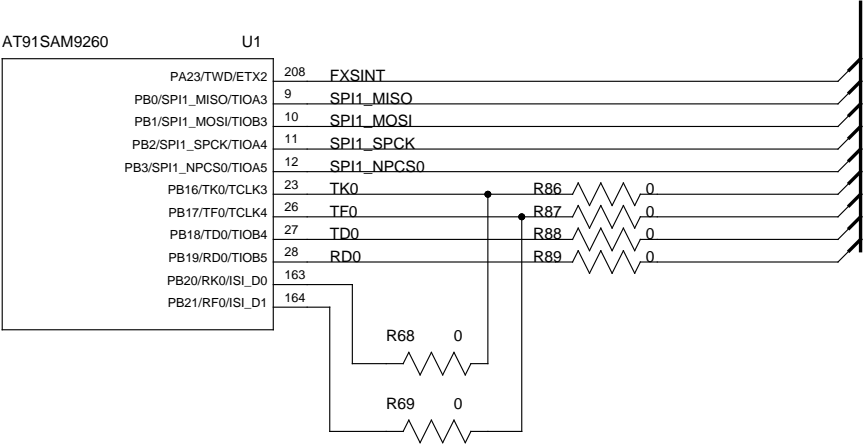 AT91SAM9260 U1
PA23/TWD/ETX2 208 FXSINT
PB0/SPI1_MISO/TIOA3 9 SPI1_MISO
PB1/SPI1_MOSI/TIOB3 10 SPI1_MOSI
PB2/SPI1_SPCK/TIOA4 11 SPI1_SPCK
PB3/SPI1_NPCS0/TIOA5 12 SPI1_NPCS0
PB16/TK0/TCLK3 23 TK0 R86 0
PB17/TF0/TCLK4 26 TF0 R87 0
PB18/TD0/TIOB4 27 TD0 R88 0
PB19/RD0/TIOB5 28 RD0 R89 0
PB20/RK0/ISI_D0 163
PB21/RF0/ISI_D1 164
R68 0
R69 0